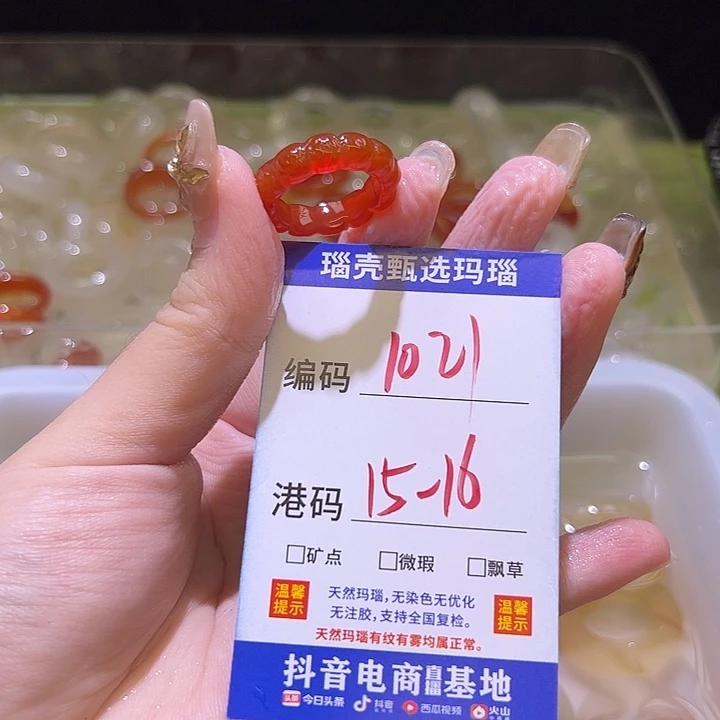 瑙壳甄选玛瑙
编码 1021
港码 15-16
□矿点 □微瑕 □飘草
温馨提示
天然玛瑙，无染色无优化
无注胶，支持全国复检。
天然玛瑙有纹有雾均属正常。
温馨提示
抖音电商直播基地
头条 今日头条 抖音 西瓜视频 火山